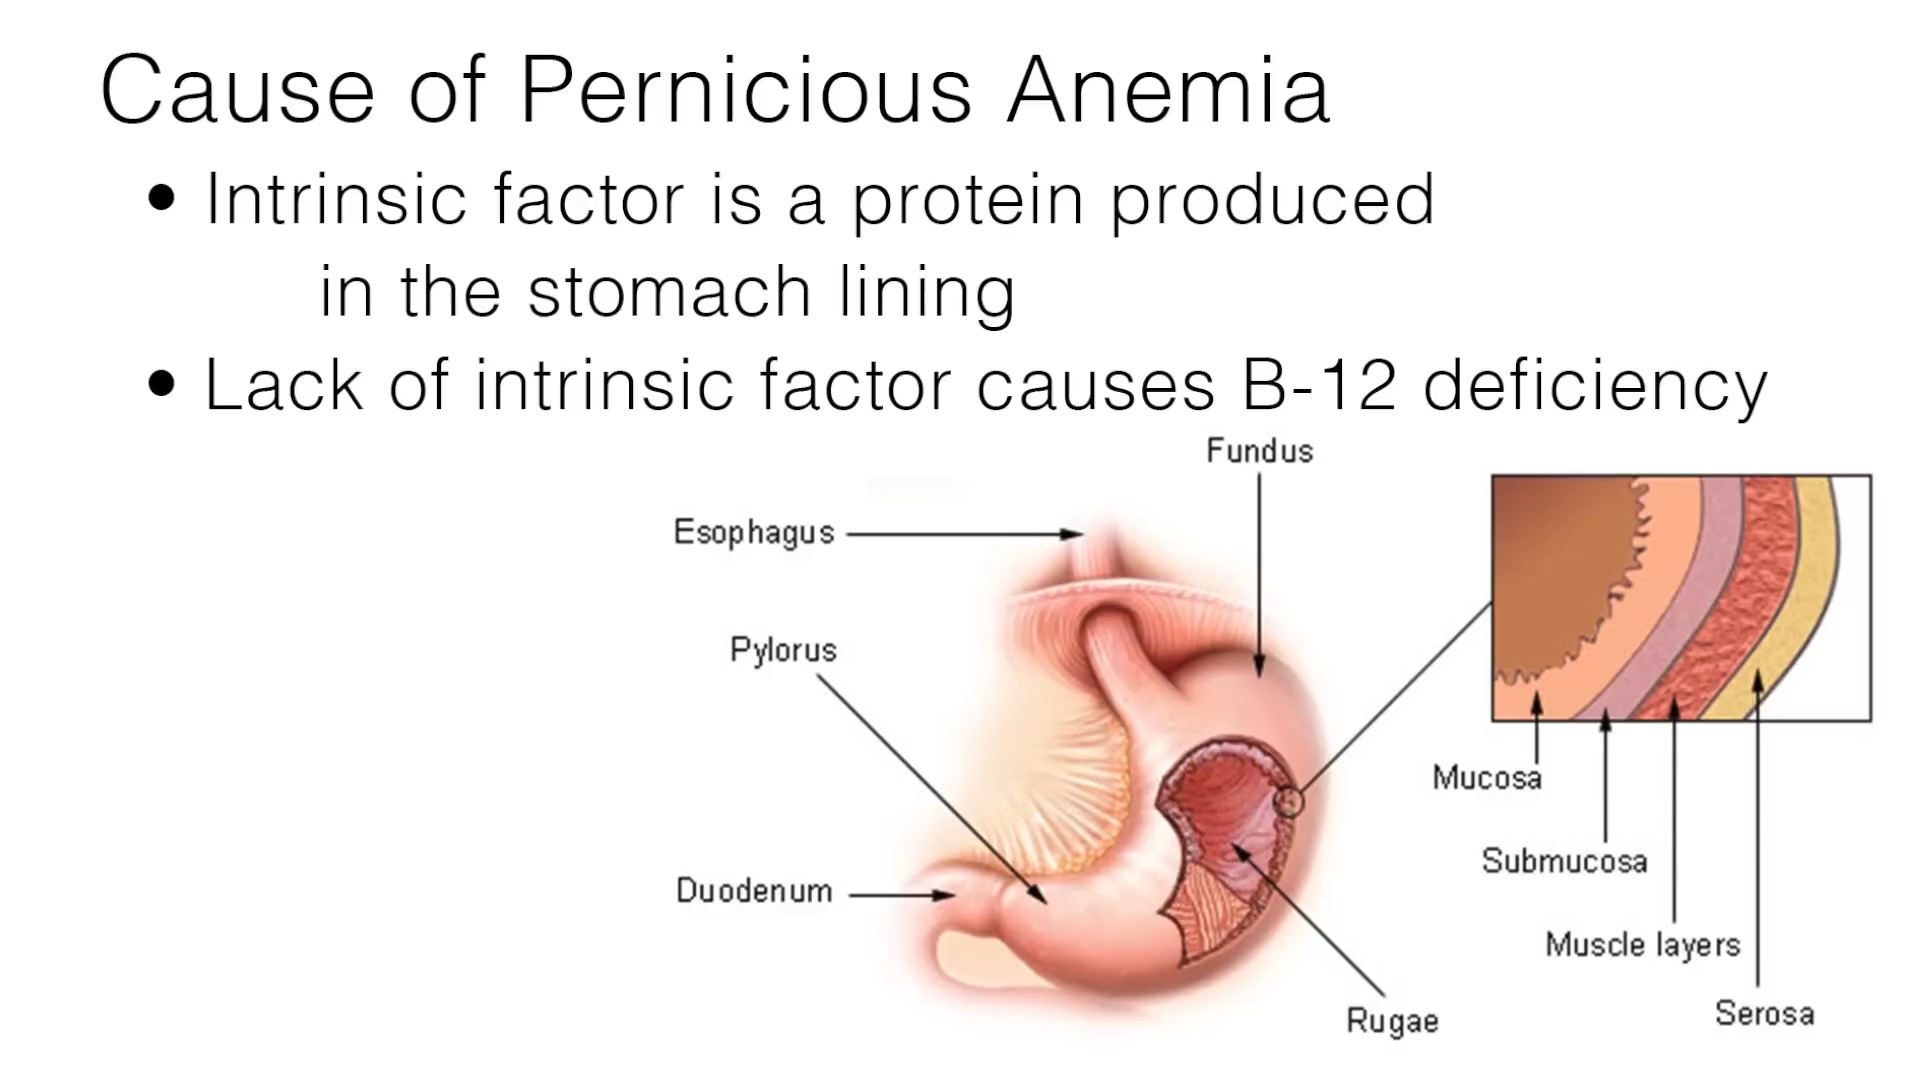 Cause of Pernicious Anemia
• Intrinsic factor is a protein produced
in the stomach lining
• Lack of intrinsic factor causes B-12 deficiency
Fundus
Esophagus
Pylorus
Mucosa
Submucosa
Duodenum
Muscle layers
Serosa
Rugae